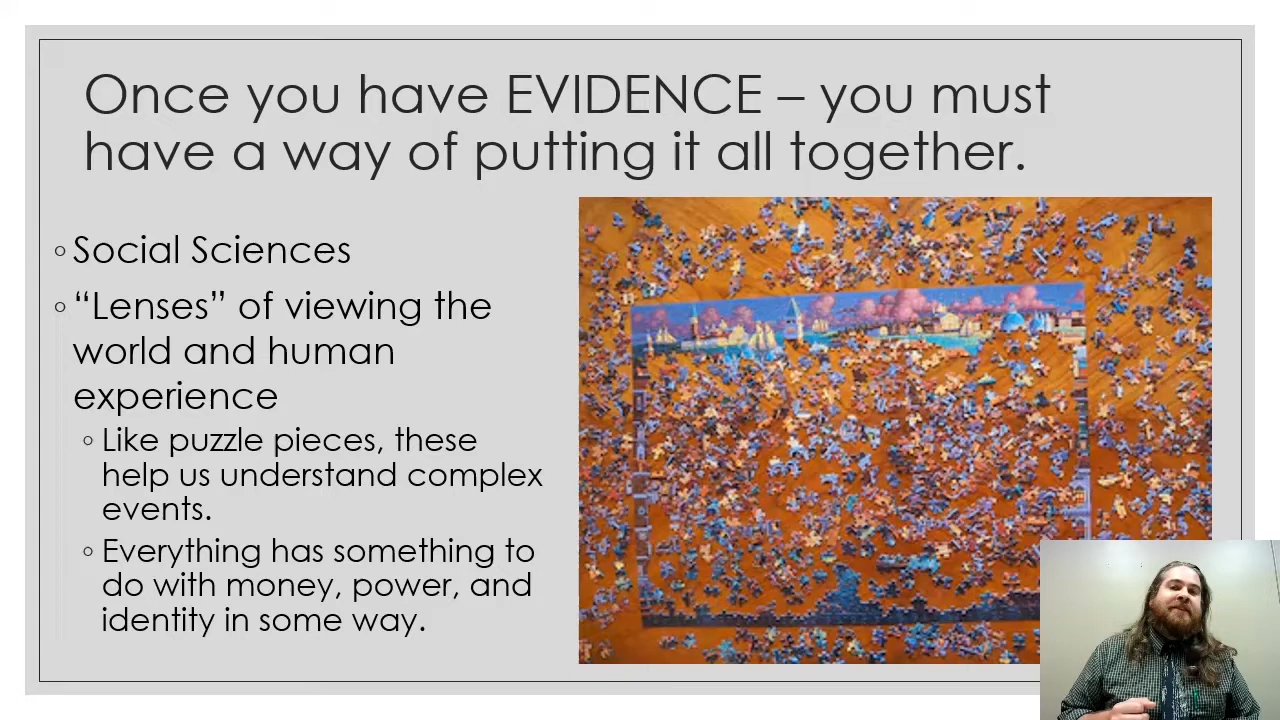 Once you have EVIDENCE – you must
have a way of putting it all together.
◦ Social Sciences
◦ “Lenses” of viewing the
world and human
experience
◦ Like puzzle pieces, these
help us understand complex
events.
◦ Everything has something to
do with money, power, and
identity in some way.